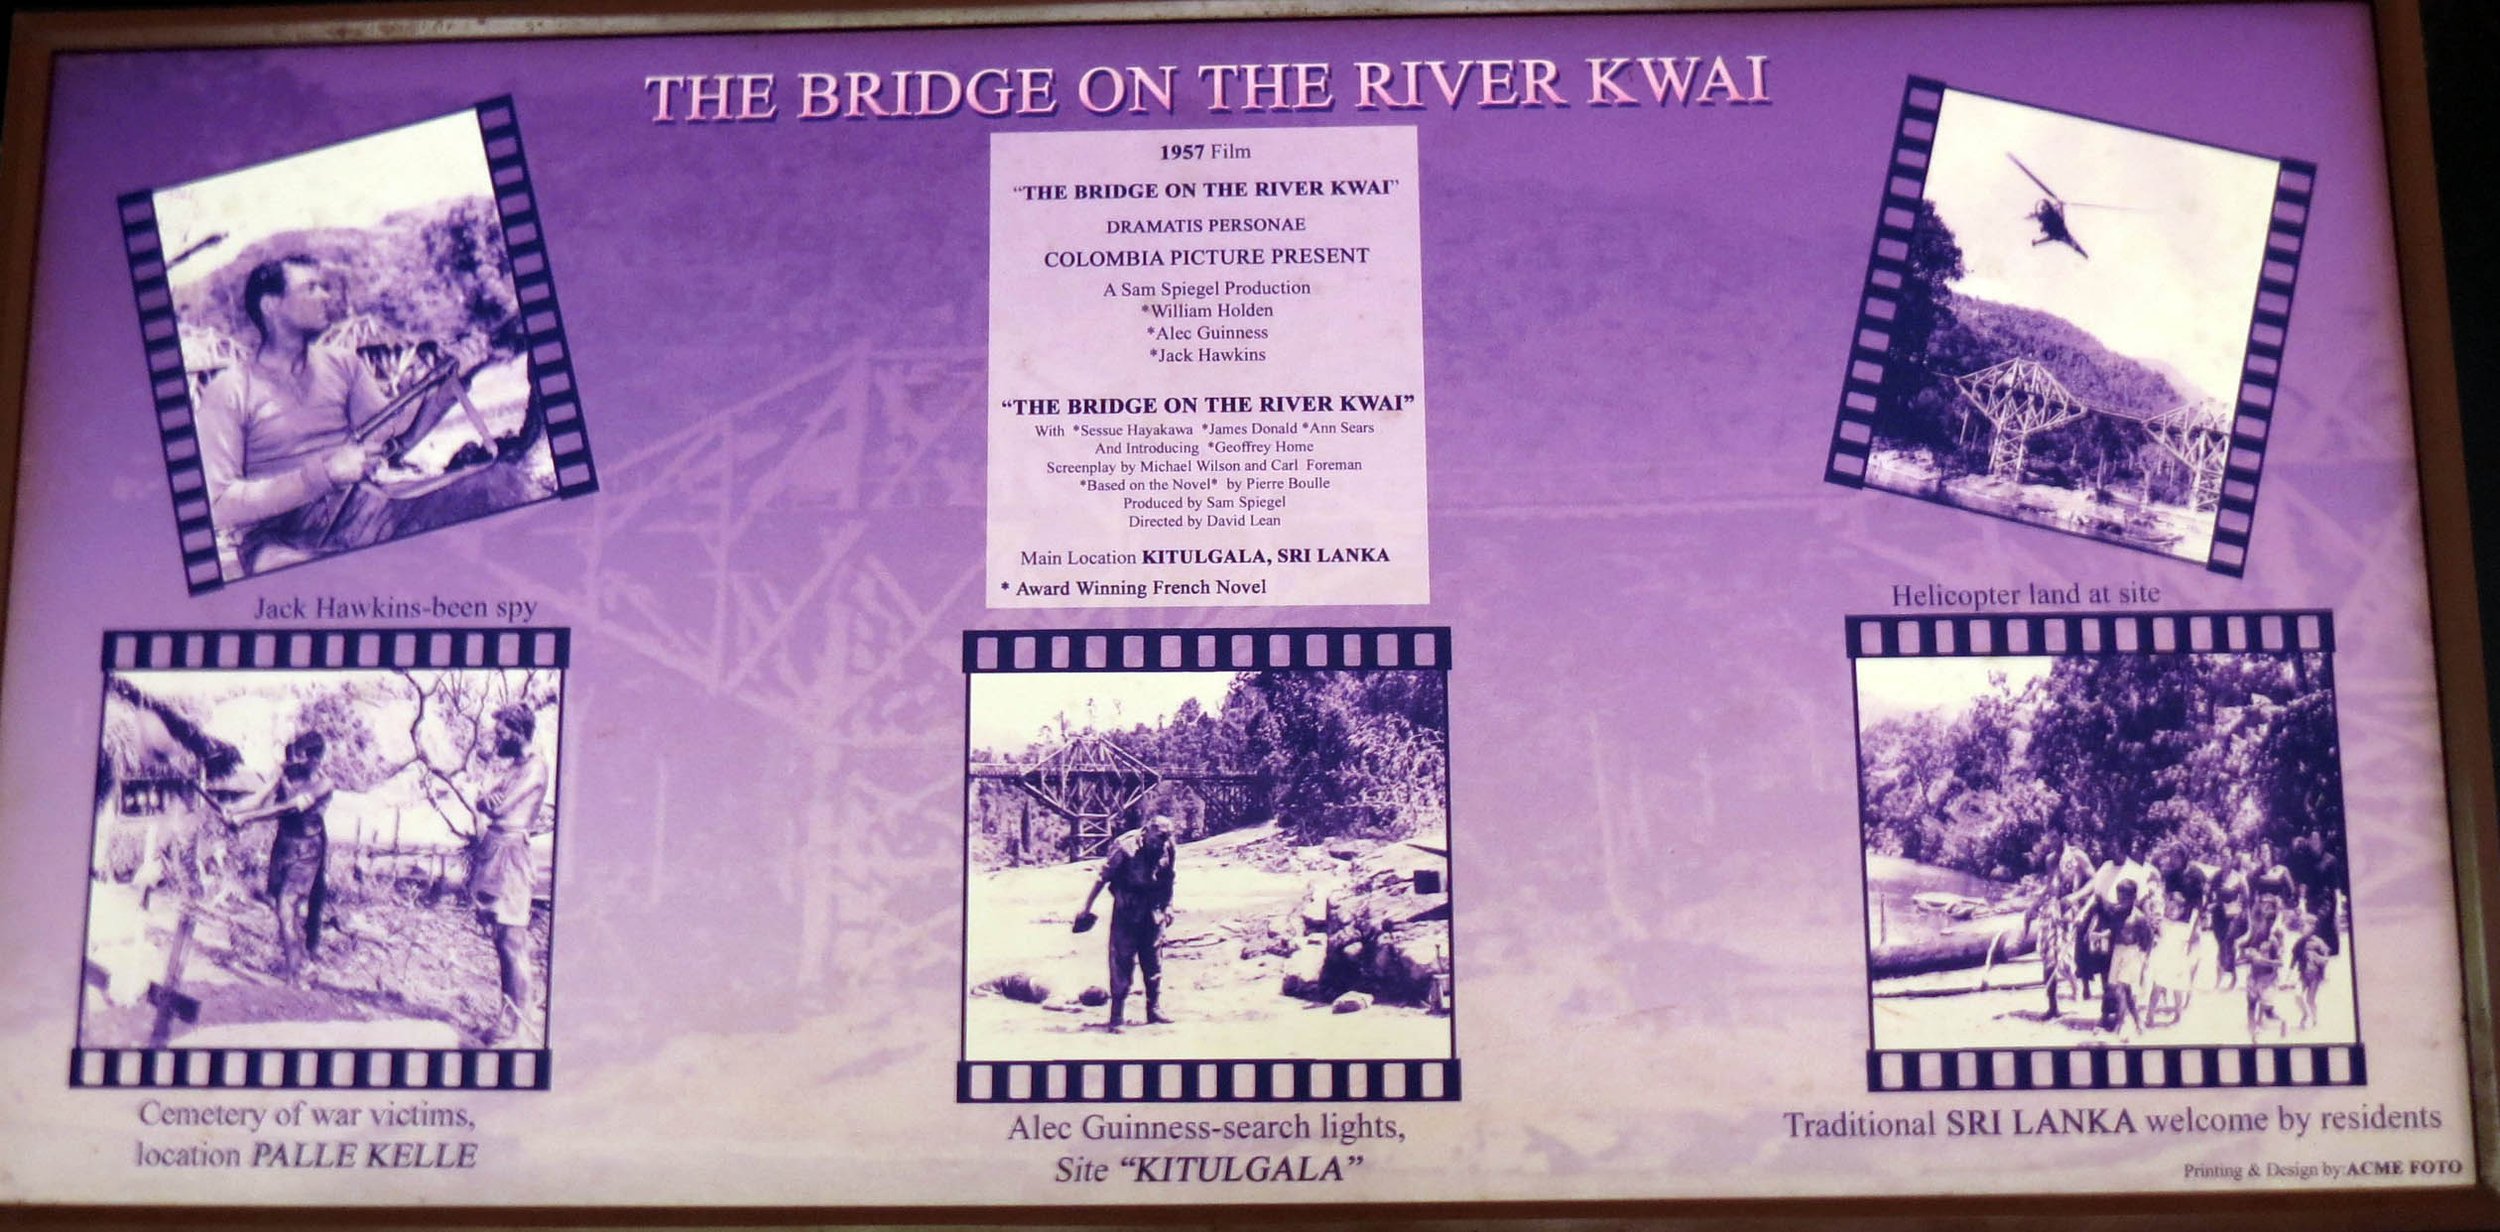 THE BRIDGE ON THE RIVER KWAI
1957 Film
“THE BRIDGE ON THE RIVER KWAI”
DRAMATIS PERSONAE
COLOMBIA PICTURE PRESENT
A Sam Spiegel Production
*William Holden
*Alec Guinness
*Jack Hawkins
“THE BRIDGE ON THE RIVER KWAI”
With *Sessue Hayakawa *James Donald *Ann Sears
And Introducing *Geoffrey Home
Screenplay by Michael Wilson and Carl Foreman
*Based on the Novel* by Pierre Boulle
Produced by Sam Spiegel
Directed by David Lean
Main Location KITULGALA, SRI LANKA
* Award Winning French Novel
Jack Hawkins-been spy
Helicopter land at site
Cemetery of war victims,
location PALLE KELLE
Alec Guinness-search lights,
Site “KITULGALA”
Traditional SRI LANKA welcome by residents
Printing & Design by:ACME FOTO